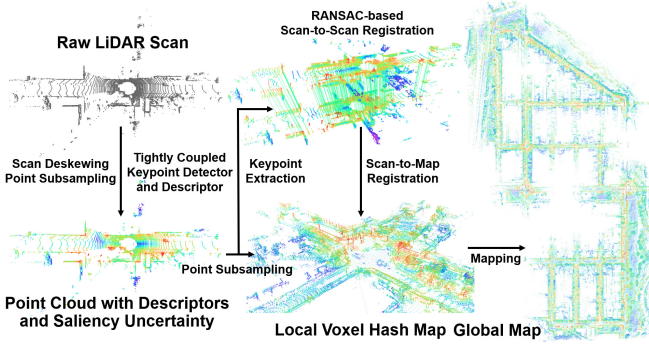 Raw LiDAR Scan
RANSAC-based
Scan-to-Scan Registration
Scan Deskewing
Point Subsampling
Tightly Coupled
Keypoint Detector
and Descriptor
Keypoint
Extraction
Scan-to-Map
Registration
Point Subsampling
Mapping
Point Cloud with Descriptors
and Saliency Uncertainty
Local Voxel Hash Map
Global Map